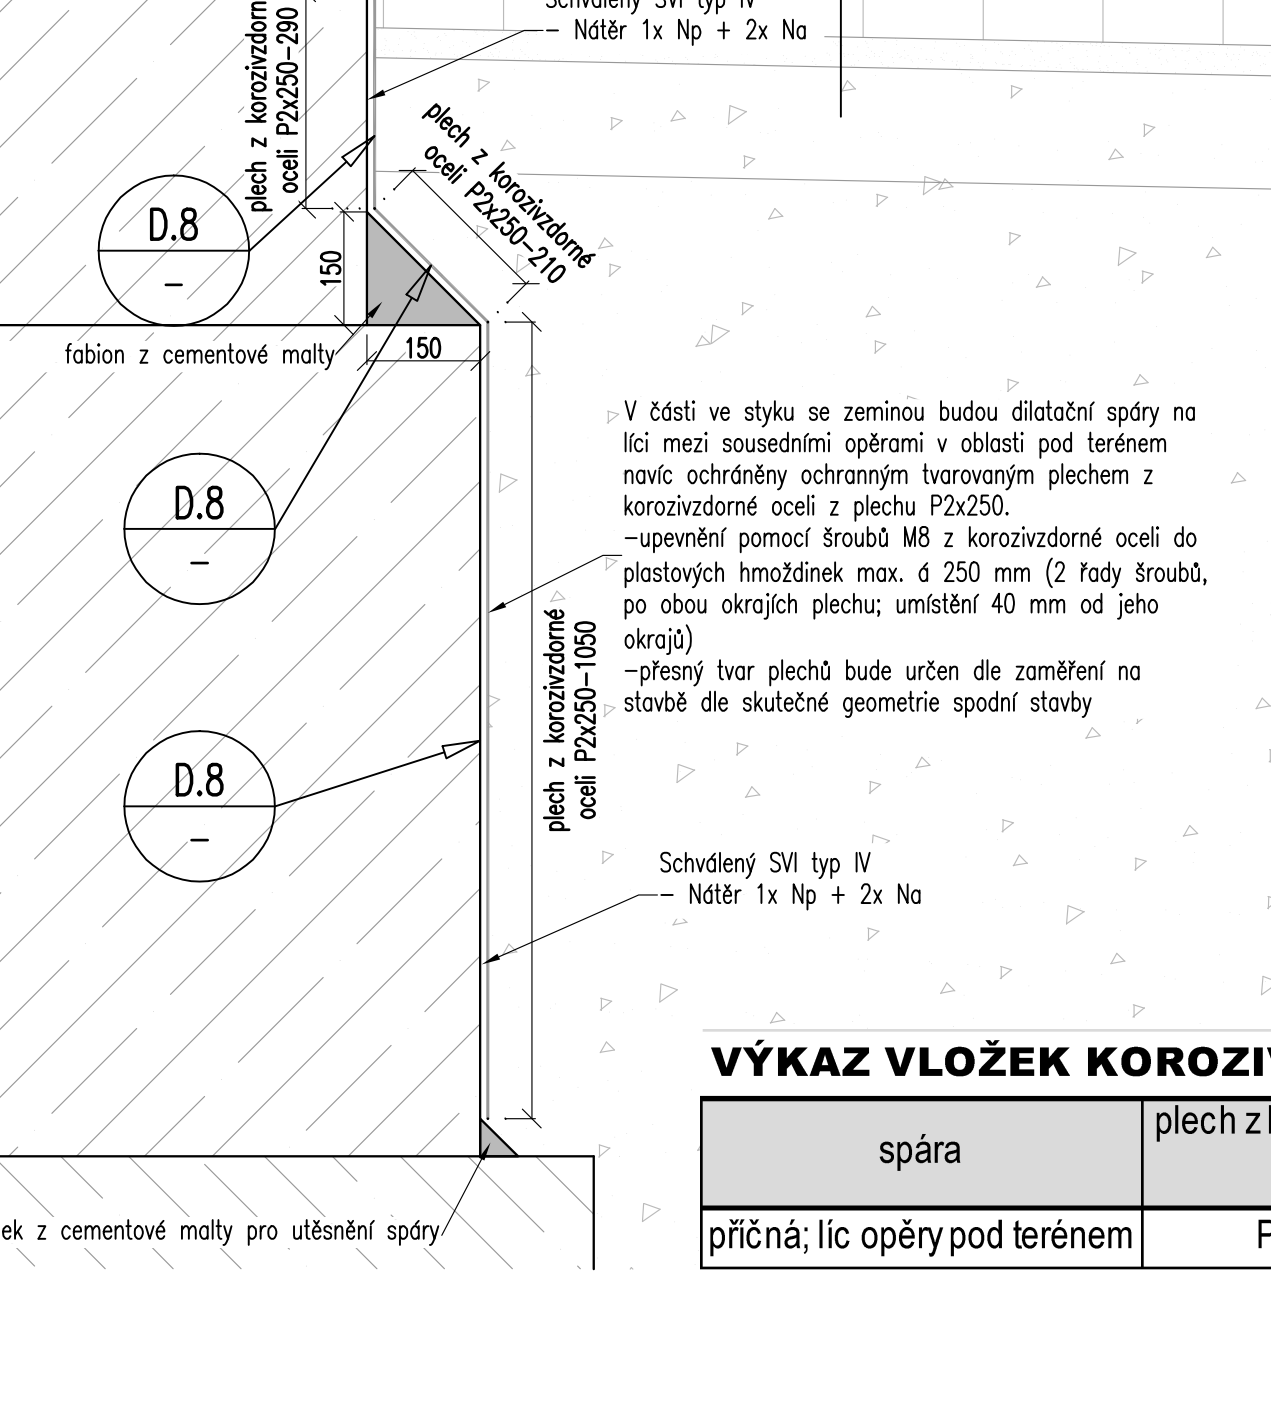 Schválený SVI typ IV
- Nátěr 1x Np + 2x Na
plech z
oceli P2x250-290
plech z korozivzdorné
oceli P2x250-210
D.8
-
150
fabion z cementové malty
150
D.8
-
V části ve styku se zeminou budou dilatační spáry na
líci mezi sousedními opěrami v oblasti pod terénem
navíc ochráněny ochranným tvarovaným plechem z
korozivzdorné oceli z plechu P2x250.
-upevnění pomocí šroubů M8 z korozivzdorné oceli do
plastových hmoždinek max. á 250 mm (2 řady šroubů,
po obou okrajích plechu; umístění 40 mm od jeho
okrajů)
-přesný tvar plechů bude určen dle zaměření na
stavbě dle skutečné geometrie spodní stavby
plech z korozivzdorné
oceli P2x250-1050
D.8
-
Schválený SVI typ IV
- Nátěr 1x Np + 2x Na
VÝKAZ VLOŽEK
spára
plech z
příčná; líc opěry pod terénem
z cementové malty pro utěsnění spáry